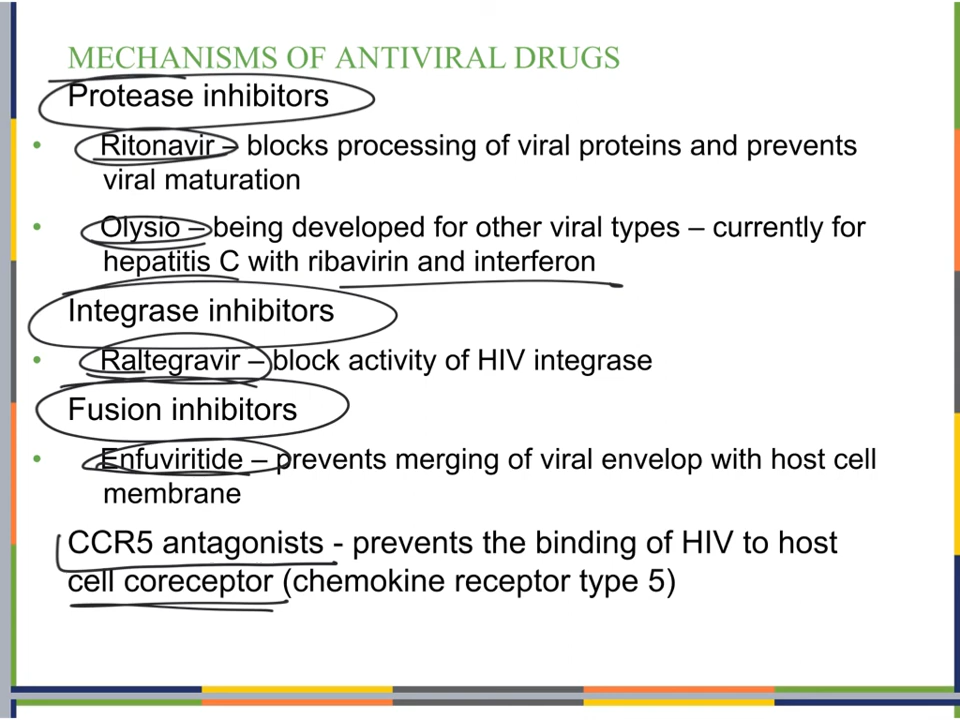 MECHANISMS OF ANTIVIRAL DRUGS
Protease inhibitors
• Ritonavir – blocks processing of viral proteins and prevents
viral maturation
• Olysio – being developed for other viral types – currently for
hepatitis C with ribavirin and interferon
Integrase inhibitors
• Raltegravir – block activity of HIV integrase
Fusion inhibitors
• Enfuviritide – prevents merging of viral envelop with host cell
membrane
CCR5 antagonists - prevents the binding of HIV to host
cell coreceptor (chemokine receptor type 5)